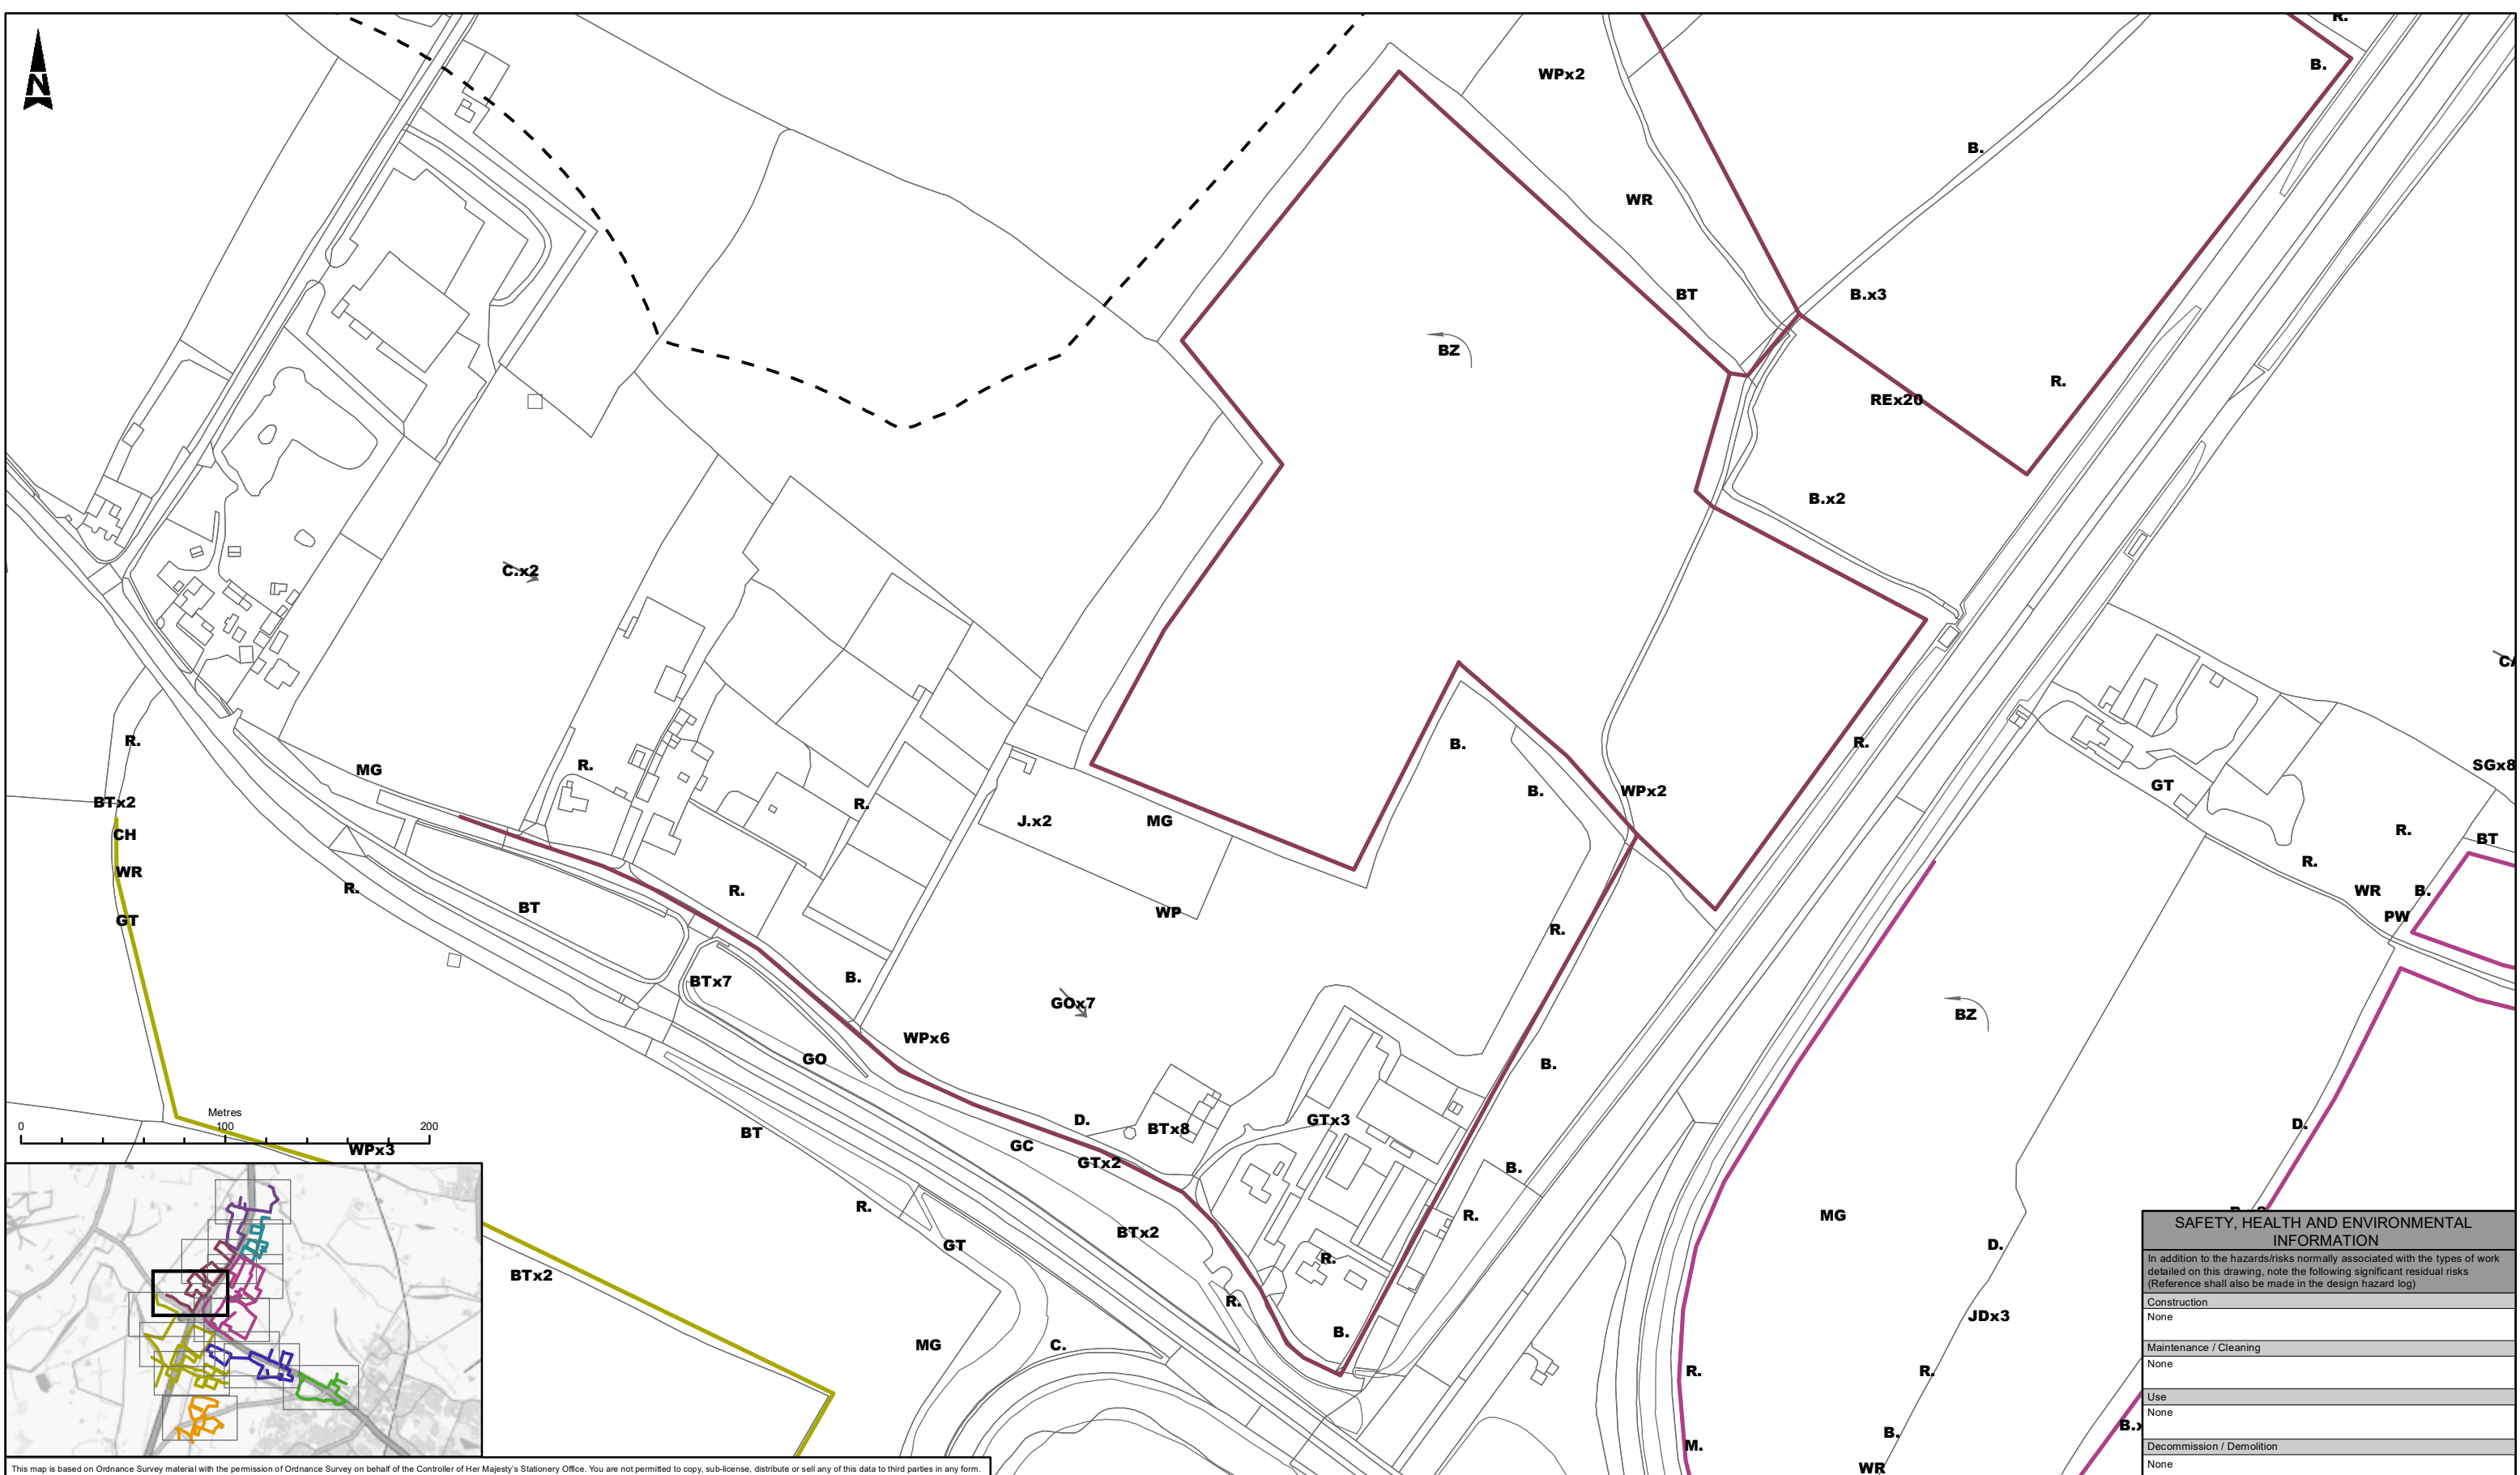 R.
B.
N
WPx2
B.
WR
BT
B.x3
BZ
R.
REx20
B.x2
C.x2
R.
B.
R.
MG
R.
SGx8
GT
B.
WPx2
BTx2
R.
J.x2
MG
CH
R.
BT
R.
WR
R.
R.
WR
B.
BT
WP
PW
GT
R.
B.
BTx7
GOx7
BZ
WPx6
GO
B.
Metres
0
100
200
D.
BTx8
GTx3
D.
BT
GC
WPx3
GTx2
B.
R.
R.
MG
BTx2
GT
D.
R.
BTx2
R.
JDx3
B.
MG
C.
R.
R.
B.
M.
WR
SAFETY, HEALTH AND ENVIRONMENTAL
INFORMATION
In addition to the hazards/risks normally associated with the types of work
detailed on this drawing, note the following significant residual risks
(Reference shall also be made in the design hazard log)
Construction
None
Maintenance / Cleaning
None
Use
None
Decommission / Demolition
None
This map is based on Ordnance Survey material with the permission of Ordnance Survey on behalf of the Controller of Her Majesty's Stationery Office. You are not permitted to copy, sub-license, distribute or sell any of this data to third parties in any form.